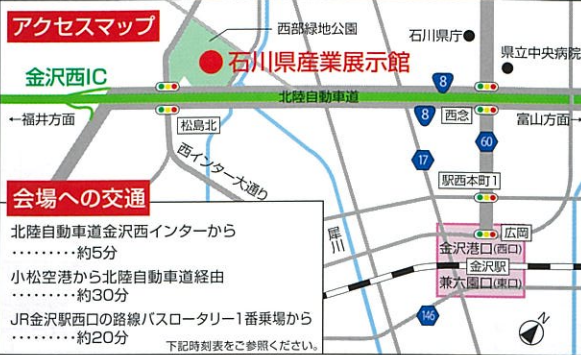 アクセスマップ
西部緑地公園
石川県庁
県立中央病院
石川県産業展示館
金沢西IC
8
北陸自動車道
←福井方面
松島北
8
西念
富山方面→
60
17
西インター大通り
駅西本町1
会場への交通
犀川
広岡
金沢港口(西口)
金沢駅
兼六園口(東口)
146
N
北陸自動車道金沢西インターから
………約5分
小松空港から北陸自動車道経由
………約30分
JR金沢駅西口の路線バスロータリー1番乗場から
………約20分
下記時刻表をご参照ください。